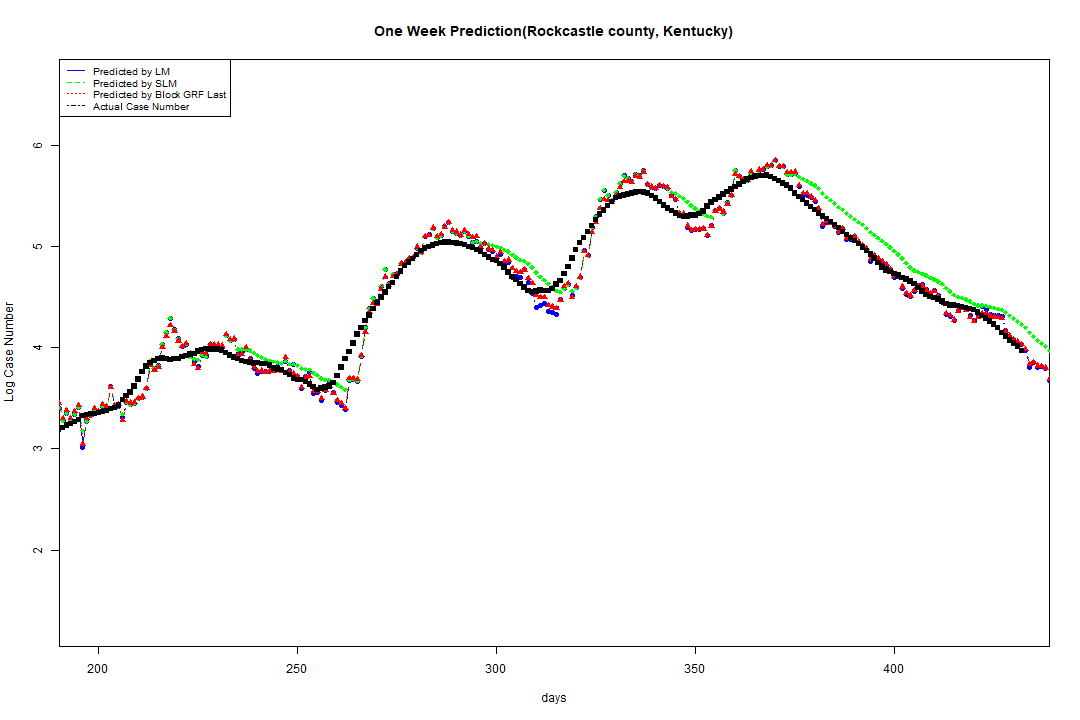 One Week Prediction(Rockcastle county, Kentucky)
Predicted by LM
Predicted by SLM
Predicted by Block GRF Last
Actual Case Number
6
5
4
3
2
Log Case Number
200 250 300 350 400
days